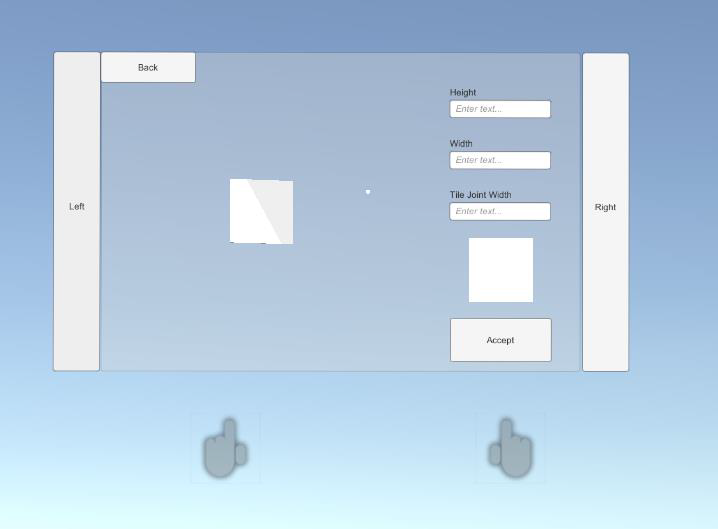 Back
Left
Height
Enter text...
Width
Enter text...
Tile Joint Width
Enter text...
Accept
Right